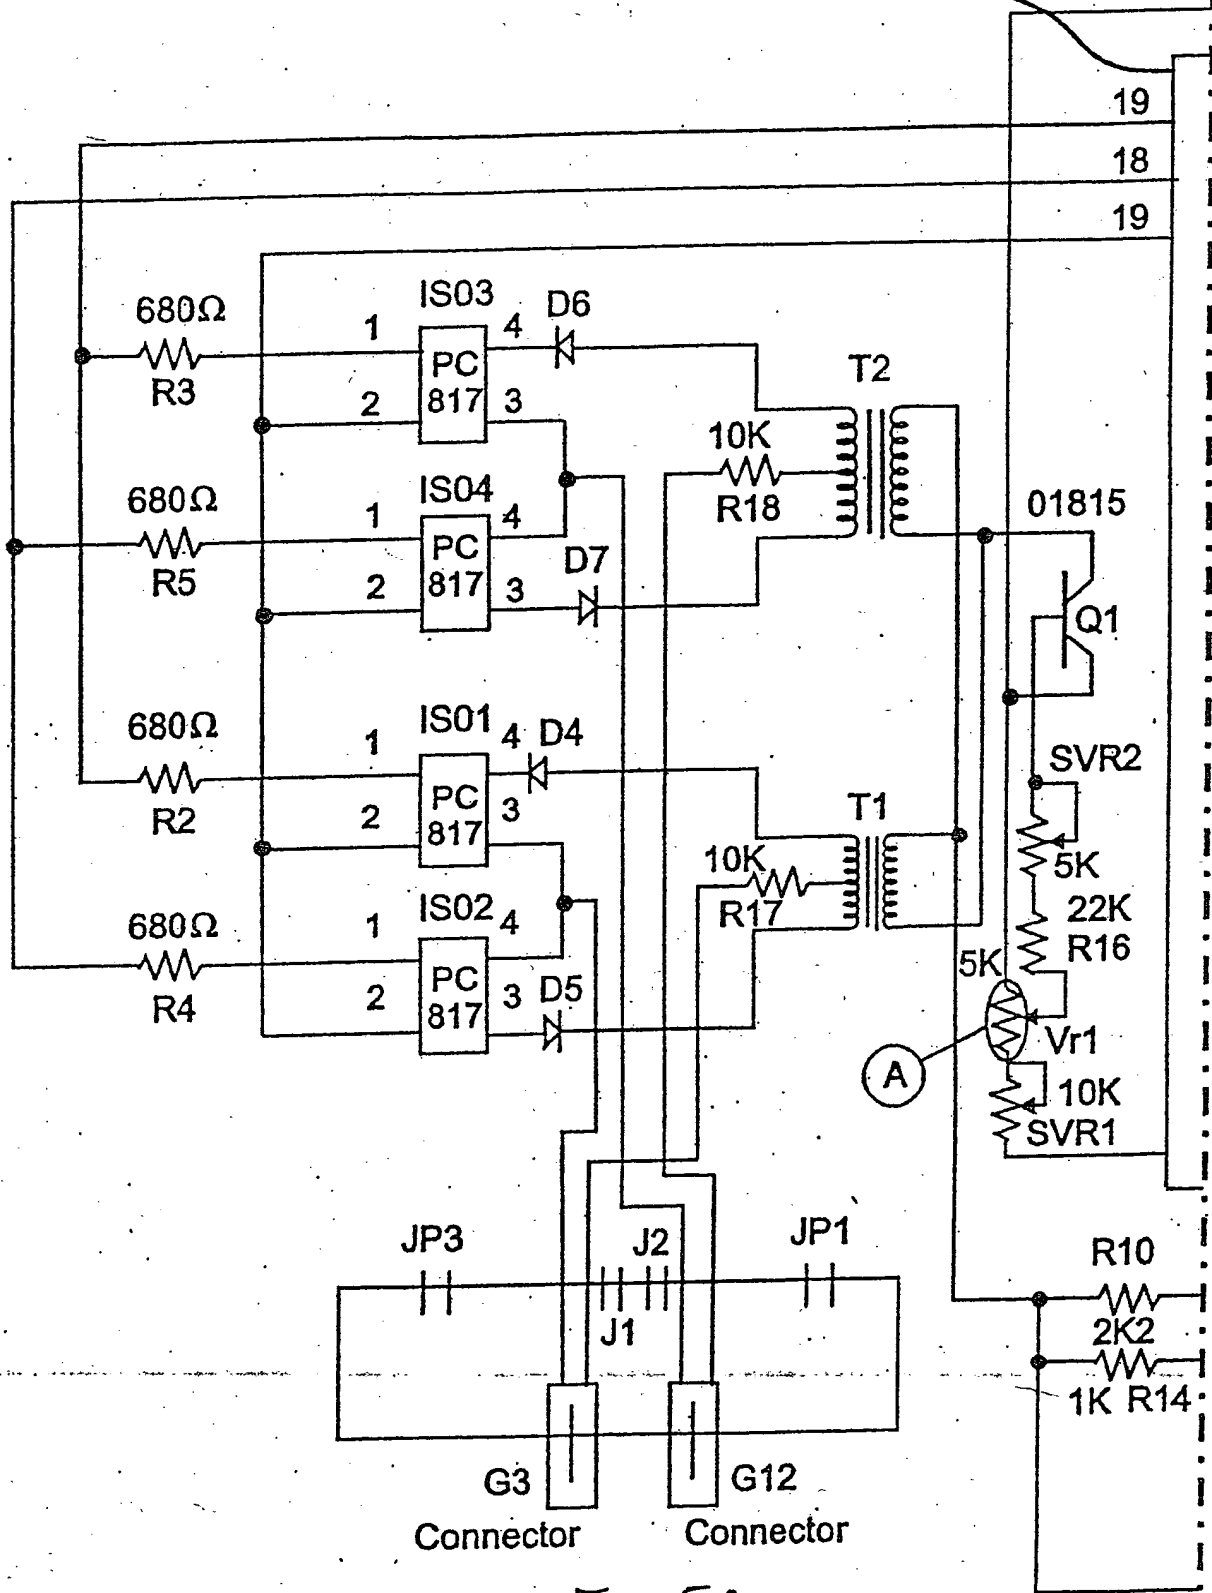 19
18
19
IS03
D6
680Ω
1
4
PC
817
R3
2
3
T2
10K
R18
IS04
680Ω
1
4
PC
817
R5
2
3
D7
01815
Q1
IS01
680Ω
1
4
D4
PC
817
R2
2
3
T1
SVR2
5K
10K
R17
IS02
680Ω
1
4
PC
817
R4
2
3
D5
22K
R16
5K
Vr1
A
10K
SVR1
JP3
J2
JP1
J1
R10
2K2
1K R14
G3
G12
Connector
Connector